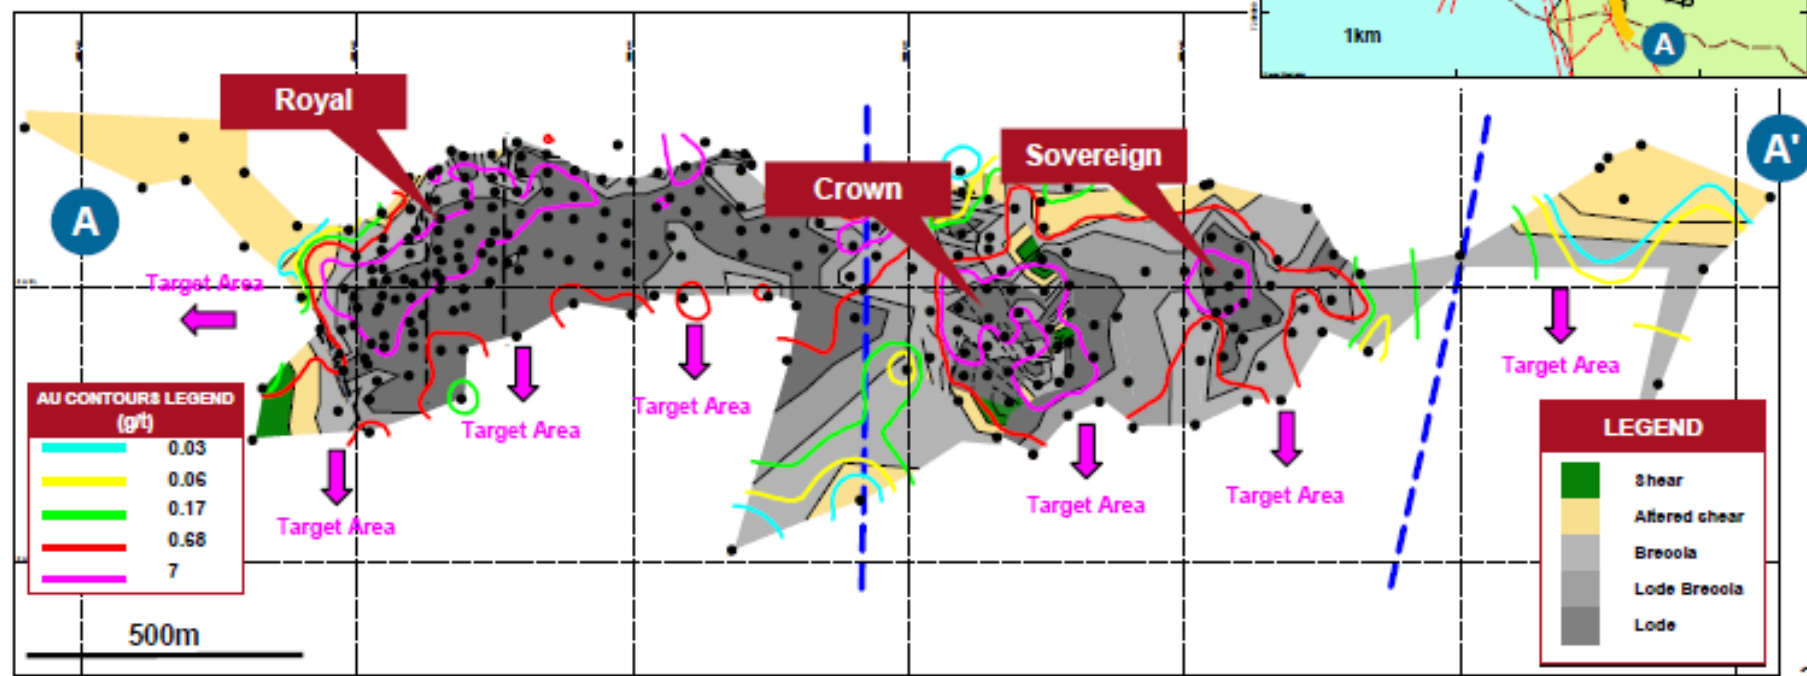 1km
A
Royal
Sovereign
Crown
A
A'
Target Area
Target Area
Target Area
Target Area
Target Area
Target Area
Target Area
AU CONTOURS LEGEND
(g/t)
0.03
0.06
0.17
0.68
7
500m
LEGEND
Shear
Altered shear
Breccia
Lode Breccia
Lode